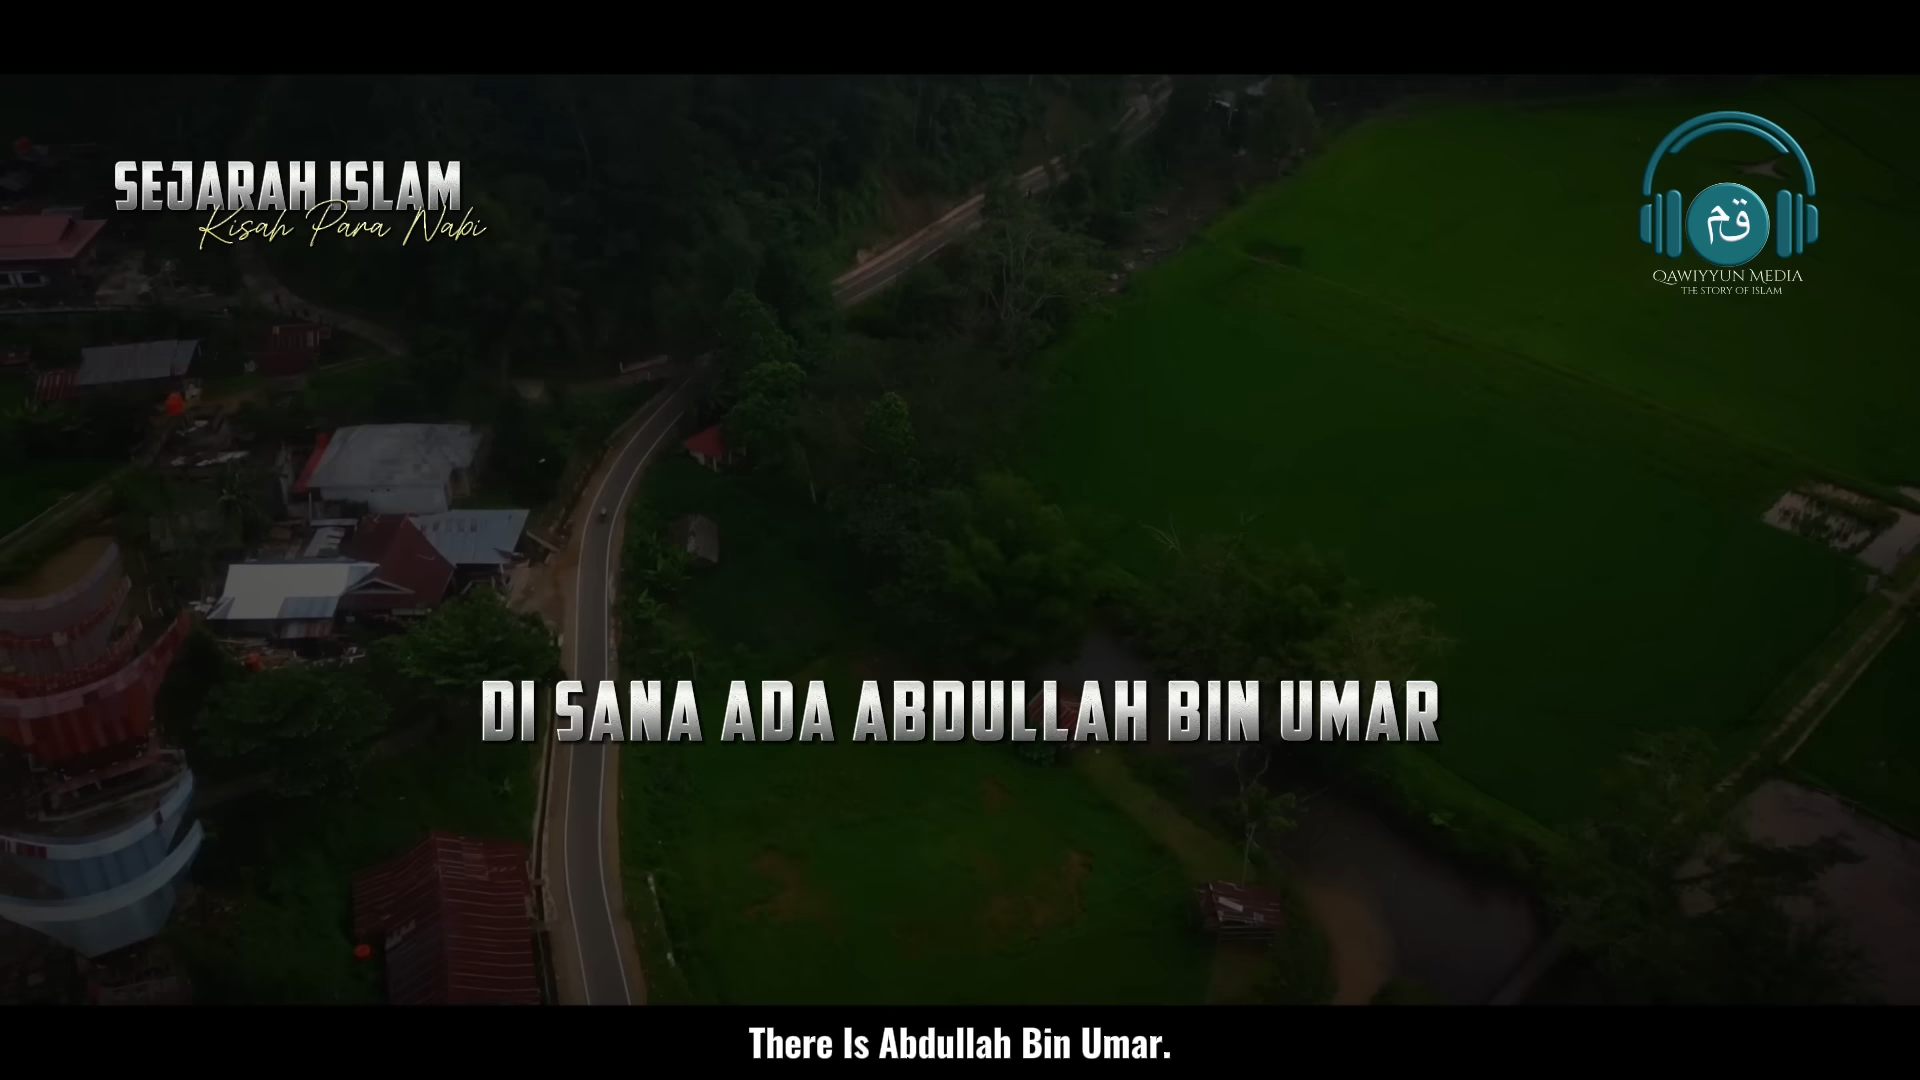 SEJARAH ISLAM
Kisah Para Nabi
قم
QAWIYYUN MEDIA
THE STORY OF ISLAM
DI SANA ADA ABDULLAH BIN UMAR
There Is Abdullah Bin Umar.